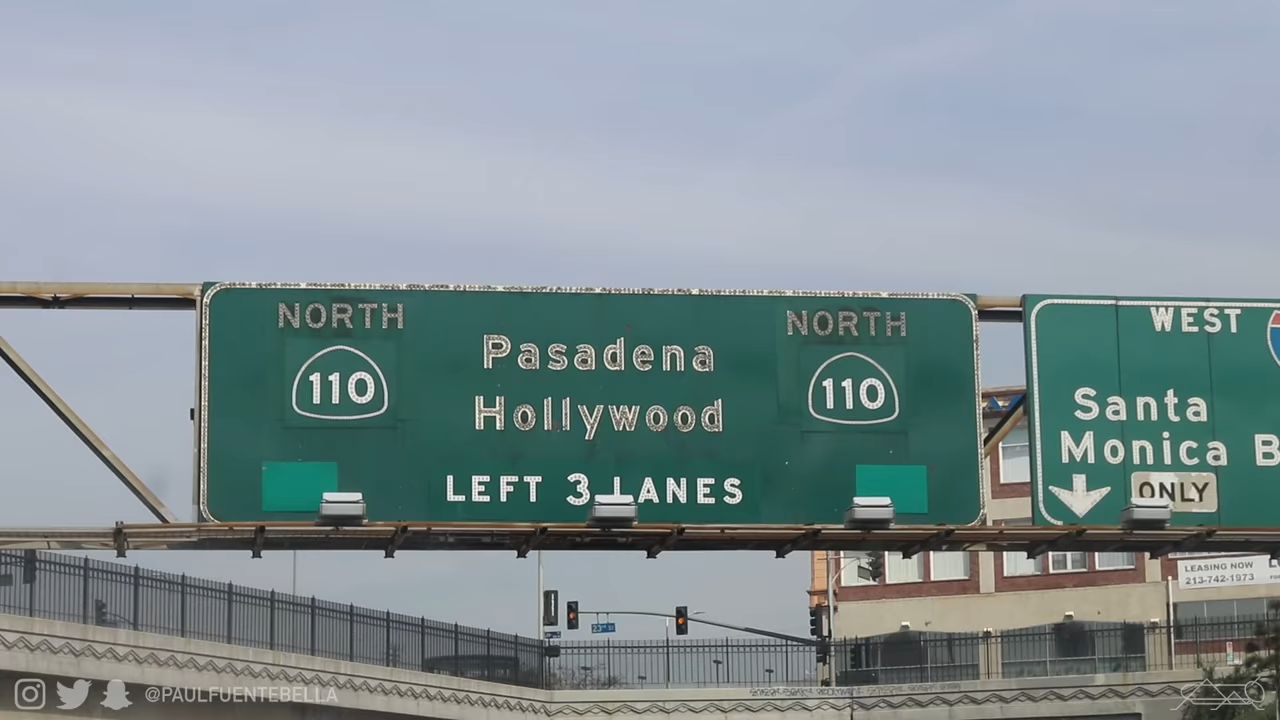 NORTH
110
Pasadena
Hollywood
LEFT 3 LANES
NORTH
110
WEST
Santa
Monica B
ONLY
LEASING NOW
213-742-1973
@PAULFUENTEBELLA